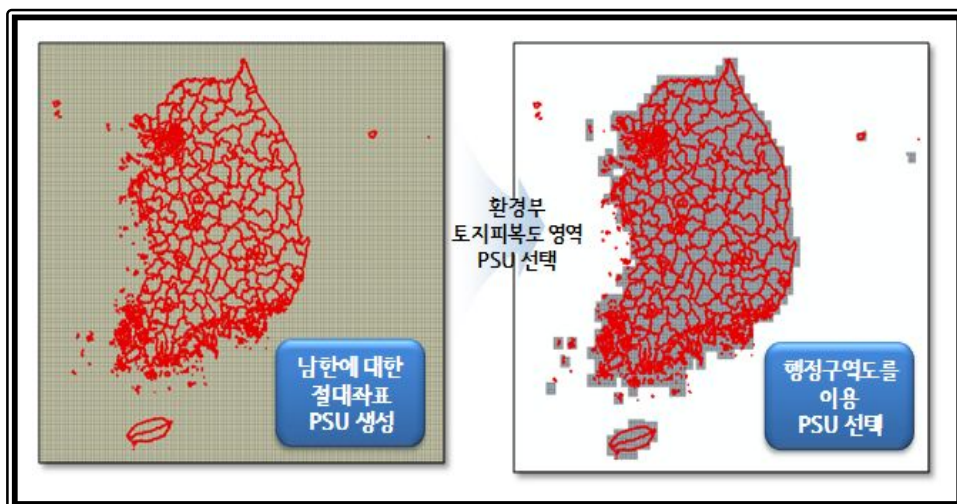 남한에 대한
절대좌표
PSU 생성
환경부
토지피복도 영역
PSU 선택
행정구역도를
이용
PSU 선택